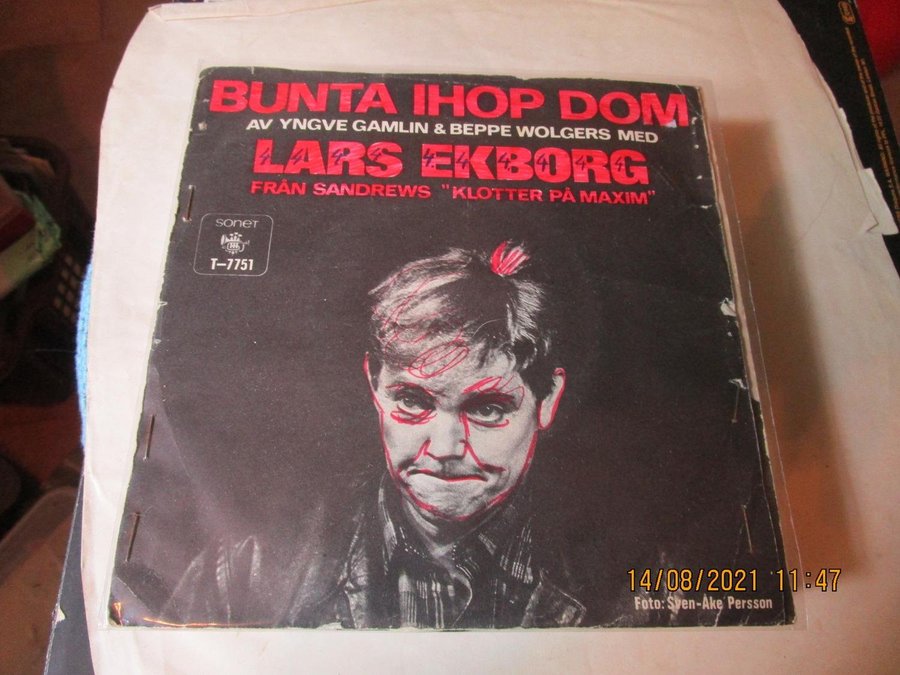 BUNTA IHOP DOM
AV YNGVE GAMLIN & BEPPE WOLGERS MED
LARS EKBORG
FRÅN SANDREWS "KLOTTER PÅ MAXIM"
SONET
T-7751
14/08/2021 11:47
Foto: Sven-Åke Persson